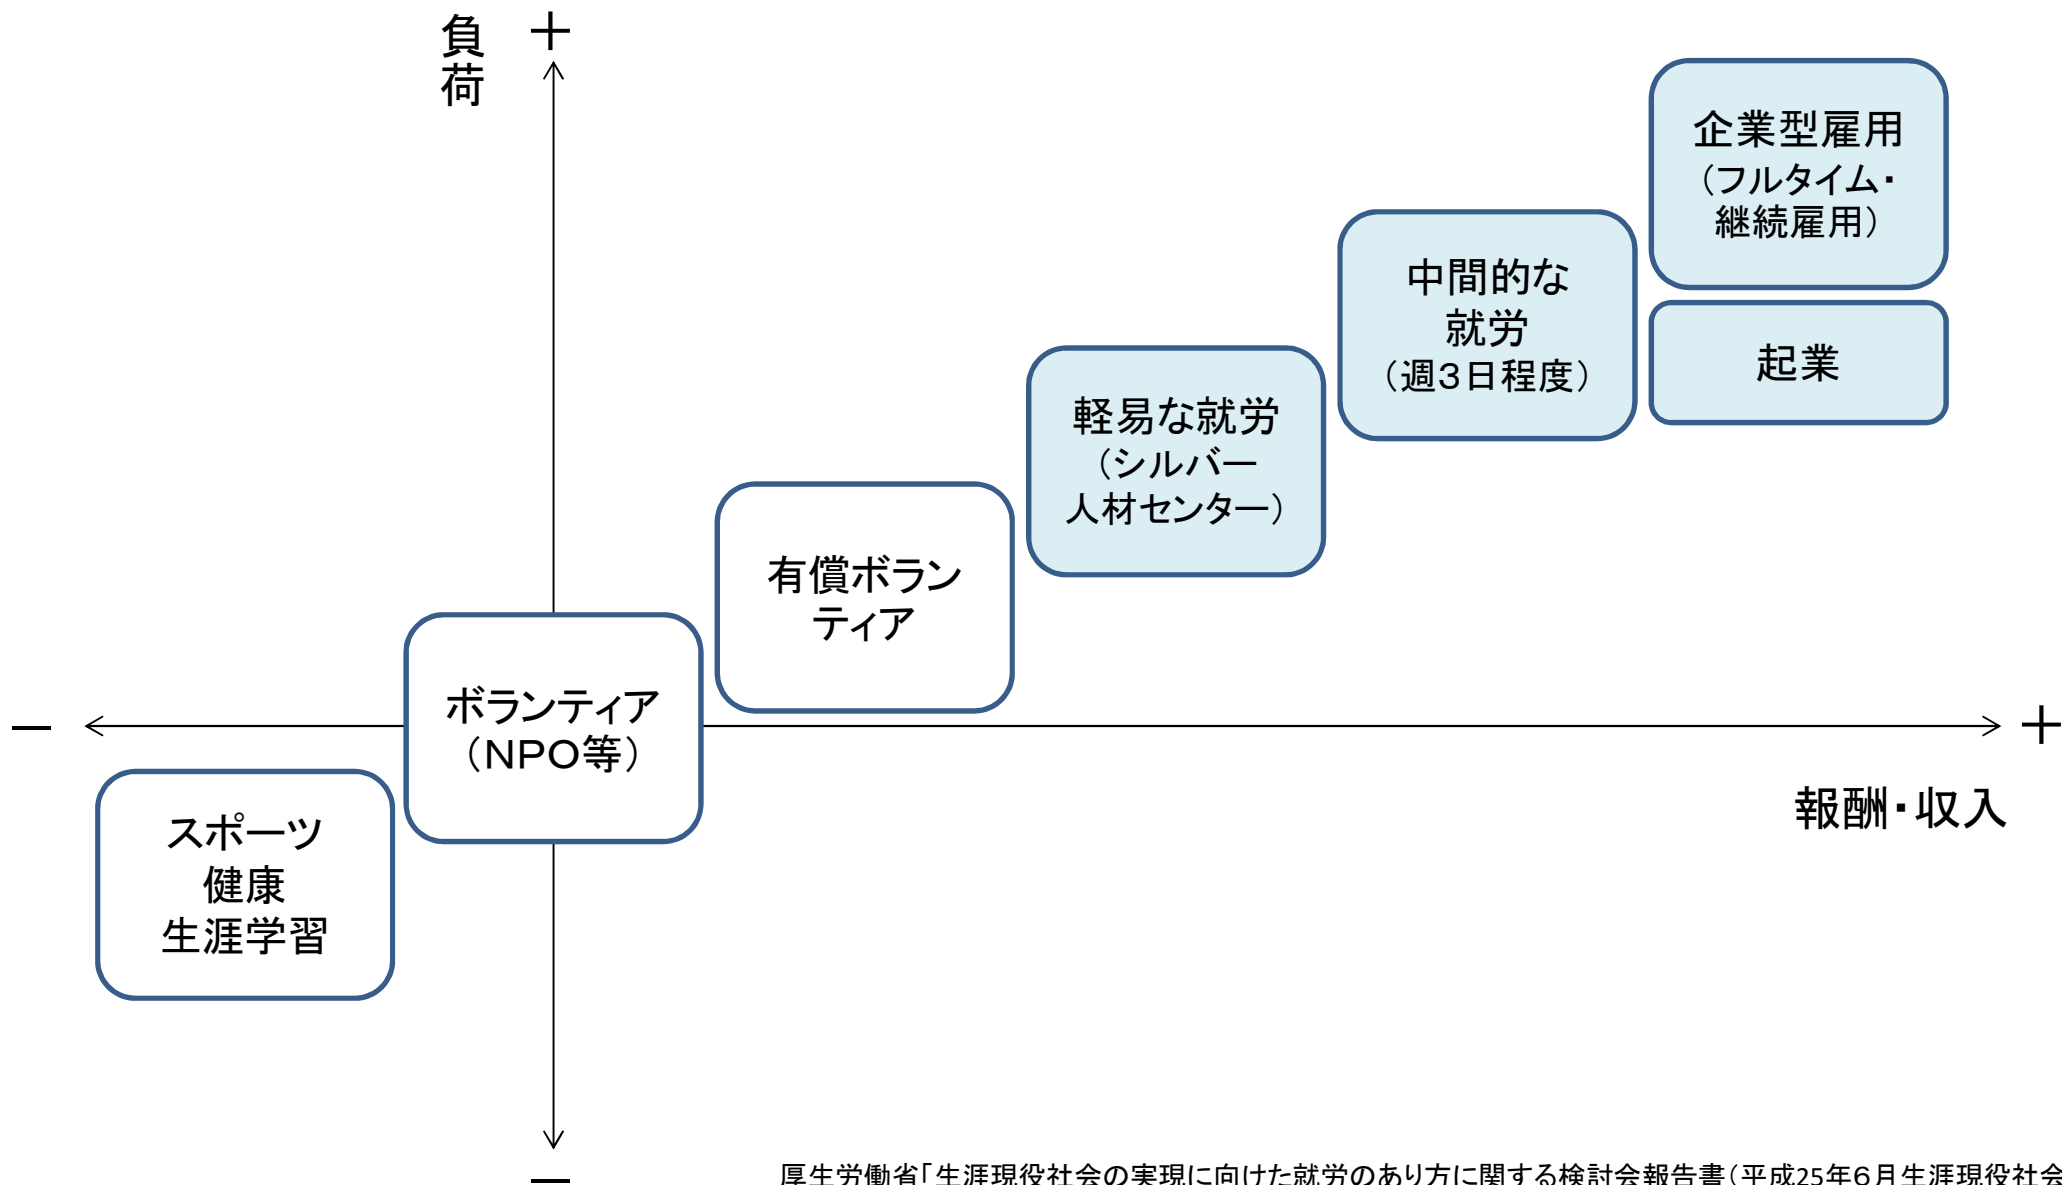 負
荷
＋
企業型雇用
（フルタイム・
継続雇用）
中間的な
就労
（週３日程度）
起業
軽易な就労
（シルバー
人材センター）
有償ボラン
ティア
ボランティア
（ＮＰＯ等）
－
＋
報酬・収入
スポーツ
健康
生涯学習
－
厚生労働省「生涯現役社会の実現に向けた就労のあり方に関する検討会報告書（平成25年６月生涯現役社会